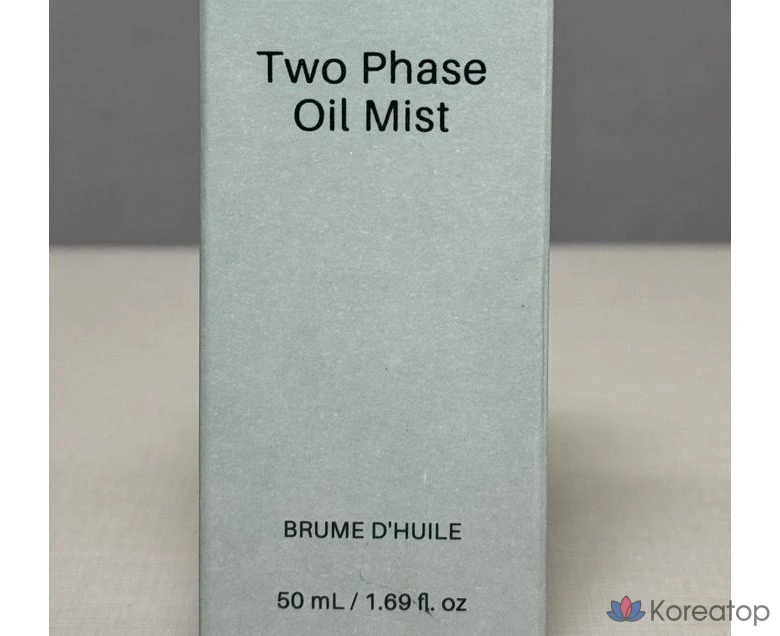 Two Phase
Oil Mist
BRUME D'HUILE
50 mL / 1.69 fl. oz
Koreatop